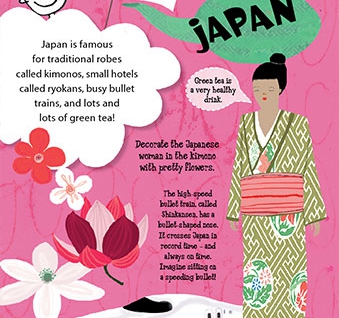 JAPAN
Japan is famous
for traditional robes
called kimonos, small hotels
called ryokans, busy bullet
trains, and lots and
lots of green tea!
Green tea is
a very healthy
drink.
Decorate the Japanese
woman in the kimono
with pretty flowers.
The high-speed
bullet train, called
Shinkansen, has a
bullet-shaped nose.
It crosses Japan in
record time – and
always on time.
Imagine sitting on
a speeding bullet!